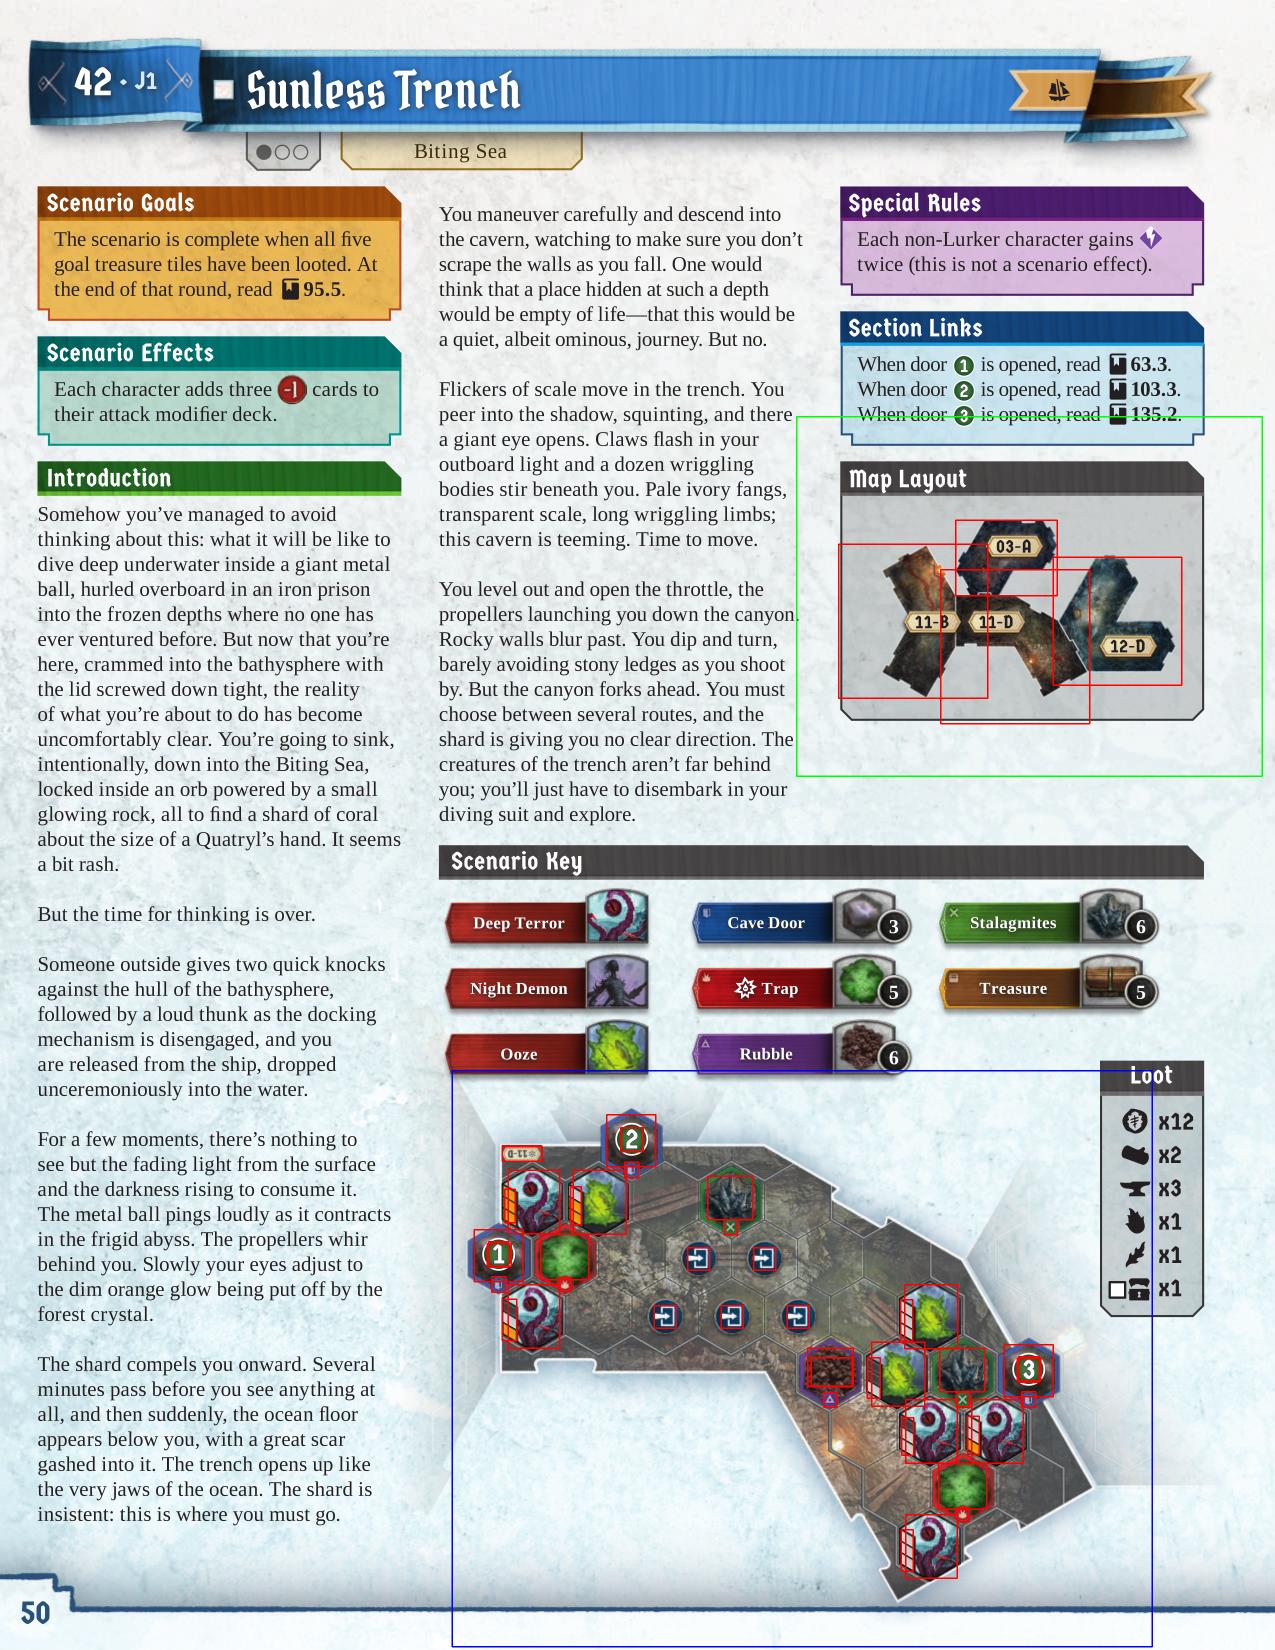 42 · J1
Sunless Trench
Biting Sea
Scenario Goals
The scenario is complete when all five
goal treasure tiles have been looted. At
the end of that round, read 95.5.
Scenario Effects
Each character adds three -1 cards to
their attack modifier deck.
Introduction
Somehow you’ve managed to avoid
thinking about this: what it will be like to
dive deep underwater inside a giant metal
ball, hurled overboard in an iron prison
into the frozen depths where no one has
ever ventured before. But now that you’re
here, crammed into the bathysphere with
the lid screwed down tight, the reality
of what you’re about to do has become
uncomfortably clear. You’re going to sink,
intentionally, down into the Biting Sea,
locked inside an orb powered by a small
glowing rock, all to find a shard of coral
about the size of a Quatryl’s hand. It seems
a bit rash.
But the time for thinking is over.
Someone outside gives two quick knocks
against the hull of the bathysphere,
followed by a loud thunk as the docking
mechanism is disengaged, and you
are released from the ship, dropped
unceremoniously into the water.
For a few moments, there’s nothing to
see but the fading light from the surface
and the darkness rising to consume it.
The metal ball pings loudly as it contracts
in the frigid abyss. The propellers whir
behind you. Slowly your eyes adjust to
the dim orange glow being put off by the
forest crystal.
The shard compels you onward. Several
minutes pass before you see anything at
all, and then suddenly, the ocean floor
appears below you, with a great scar
gashed into it. The trench opens up like
the very jaws of the ocean. The shard is
insistent: this is where you must go.
You maneuver carefully and descend into
the cavern, watching to make sure you don’t
scrape the walls as you fall. One would
think that a place hidden at such a depth
would be empty of life—that this would be
a quiet, albeit ominous, journey. But no.
Flickers of scale move in the trench. You
peer into the shadow, squinting, and there
a giant eye opens. Claws flash in your
outboard light and a dozen wriggling
bodies stir beneath you. Pale ivory fangs,
transparent scale, long wriggling limbs;
this cavern is teeming. Time to move.
You level out and open the throttle, the
propellers launching you down the canyon.
Rocky walls blur past. You dip and turn,
barely avoiding stony ledges as you shoot
by. But the canyon forks ahead. You must
choose between several routes, and the
shard is giving you no clear direction. The
creatures of the trench aren’t far behind
you; you’ll just have to disembark in your
diving suit and explore.
Special Rules
Each non-Lurker character gains
twice (this is not a scenario effect).
Section Links
When door 1 is opened, read 63.3.
When door 2 is opened, read 103.3.
When door 3 is opened, read 135.2.
Map Layout
03-A
11-B
11-D
12-D
Scenario Key
Deep Terror
Cave Door 3
Stalagmites 6
Night Demon
Trap 5
Treasure 5
Ooze
Rubble 6
Loot
x12
x2
x3
x1
x1
x1
2
11-D
1
3
50